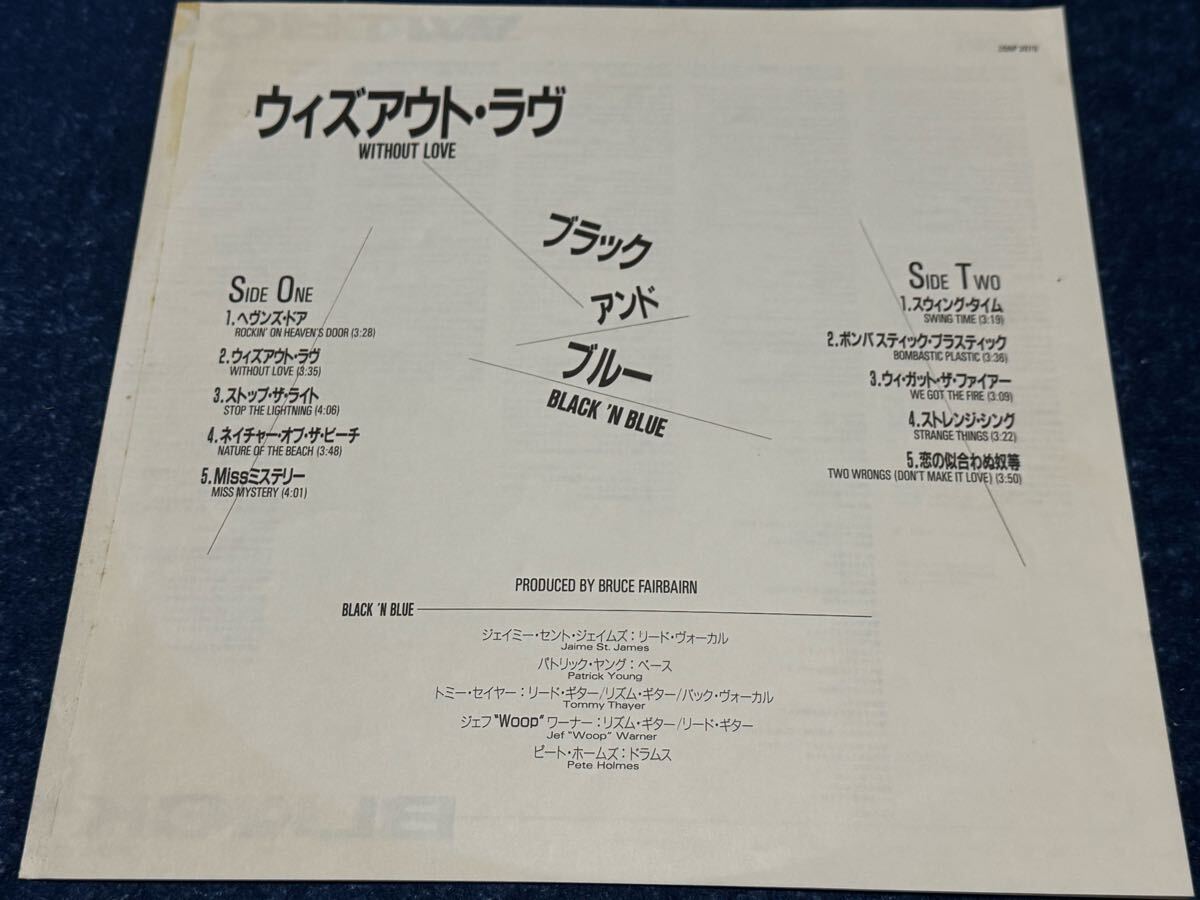 ウィズアウト・ラヴ
WITHOUT LOVE
ブラック
アンド
ブルー
BLACK 'N BLUE
SIDE ONE
1.ヘヴンズ・ドア
ROCKIN' ON HEAVEN'S DOOR (3:28)
2.ウィズアウト・ラヴ
WITHOUT LOVE (3:35)
3.ストップ・ザ・ライト
STOP THE LIGHTNING (4:06)
4.ネイチャー・オブ・ザ・ビーチ
NATURE OF THE BEACH (3:48)
5.Missミステリー
MISS MYSTERY (4:01)
SIDE TWO
1.スウィング・タイム
SWING TIME (3:19)
2.ボンバスティック・プラスティック
BOMBASTIC PLASTIC (3:36)
3.ウィ・ガット・ザ・ファイアー
WE GOT THE FIRE (3:09)
4.ストレンジ・シング
STRANGE THINGS (3:22)
5.恋の似合わぬ奴等
TWO WRONGS (DON'T MAKE IT LOVE) (3:50)
PRODUCED BY BRUCE FAIRBAIRN
BLACK 'N BLUE
ジェイミー・セント・ジェイムズ：リード・ヴォーカル
Jaime St. James
パトリック・ヤング：ベース
Patrick Young
トミー・セイヤー：リード・ギター/リズム・ギター/バック・ヴォーカル
Tommy Thayer
ジェフ"Woop"ワーナー：リズム・ギター/リード・ギター
Jef "Woop" Warner
ピート・ホームズ：ドラムス
Pete Holmes